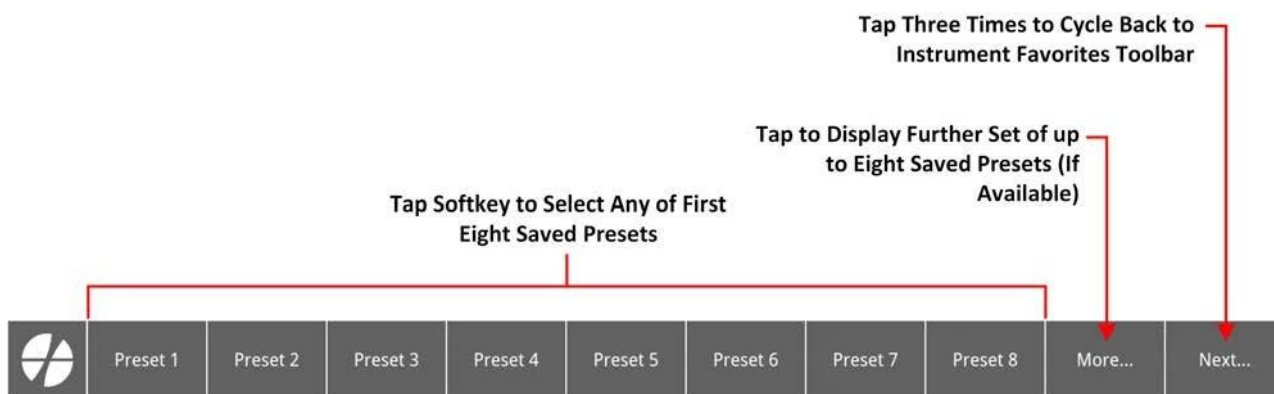 Tap Three Times to Cycle Back to
Instrument Favorites Toolbar
Tap to Display Further Set of up
to Eight Saved Presets (If
Available)
Tap Softkey to Select Any of First
Eight Saved Presets
Preset 1 Preset 2 Preset 3 Preset 4 Preset 5 Preset 6 Preset 7 Preset 8 More... Next...